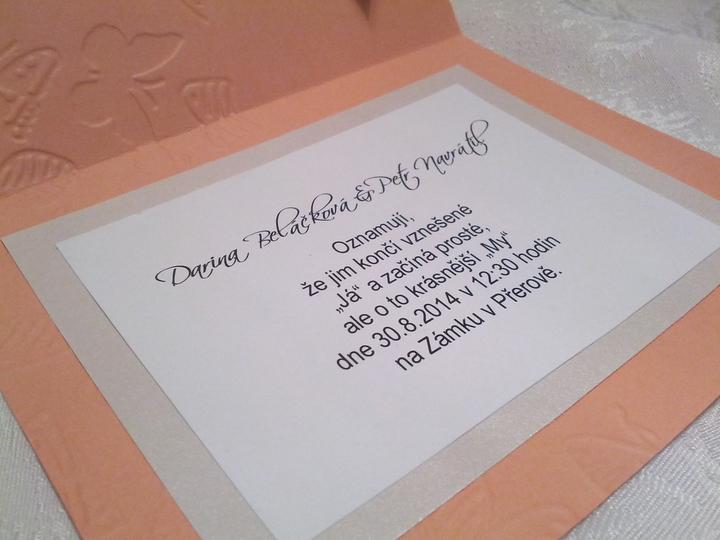 Darina Beláčková & Petr Navrátil
Oznamují,
že jim končí vznešené
„Já“ a začíná prosté,
ale o to krásnější „My“
dne 30.8.2014 v 12:30 hodin
na Zámku v Přerově.